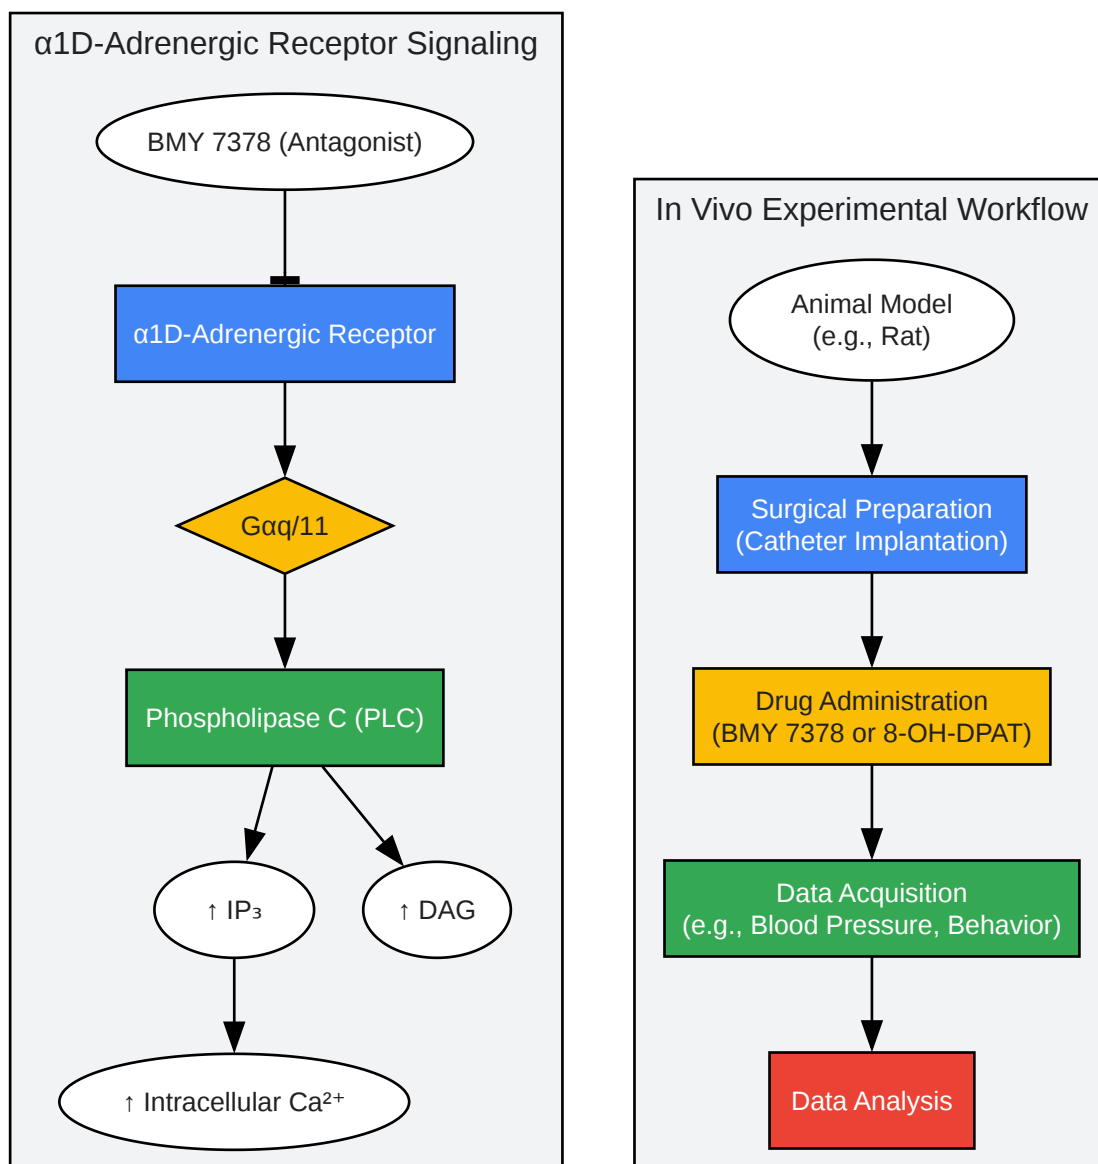 α1D-Adrenergic Receptor Signaling
BMY 7378 (Antagonist)
α1D-Adrenergic Receptor
Gαq/11
Phospholipase C (PLC)
↑ IP₃
↑ DAG
↑ Intracellular Ca²⁺
In Vivo Experimental Workflow
Animal Model
(e.g., Rat)
Surgical Preparation
(Catheter Implantation)
Drug Administration
(BMY 7378 or 8-OH-DPAT)
Data Acquisition
(e.g., Blood Pressure, Behavior)
Data Analysis